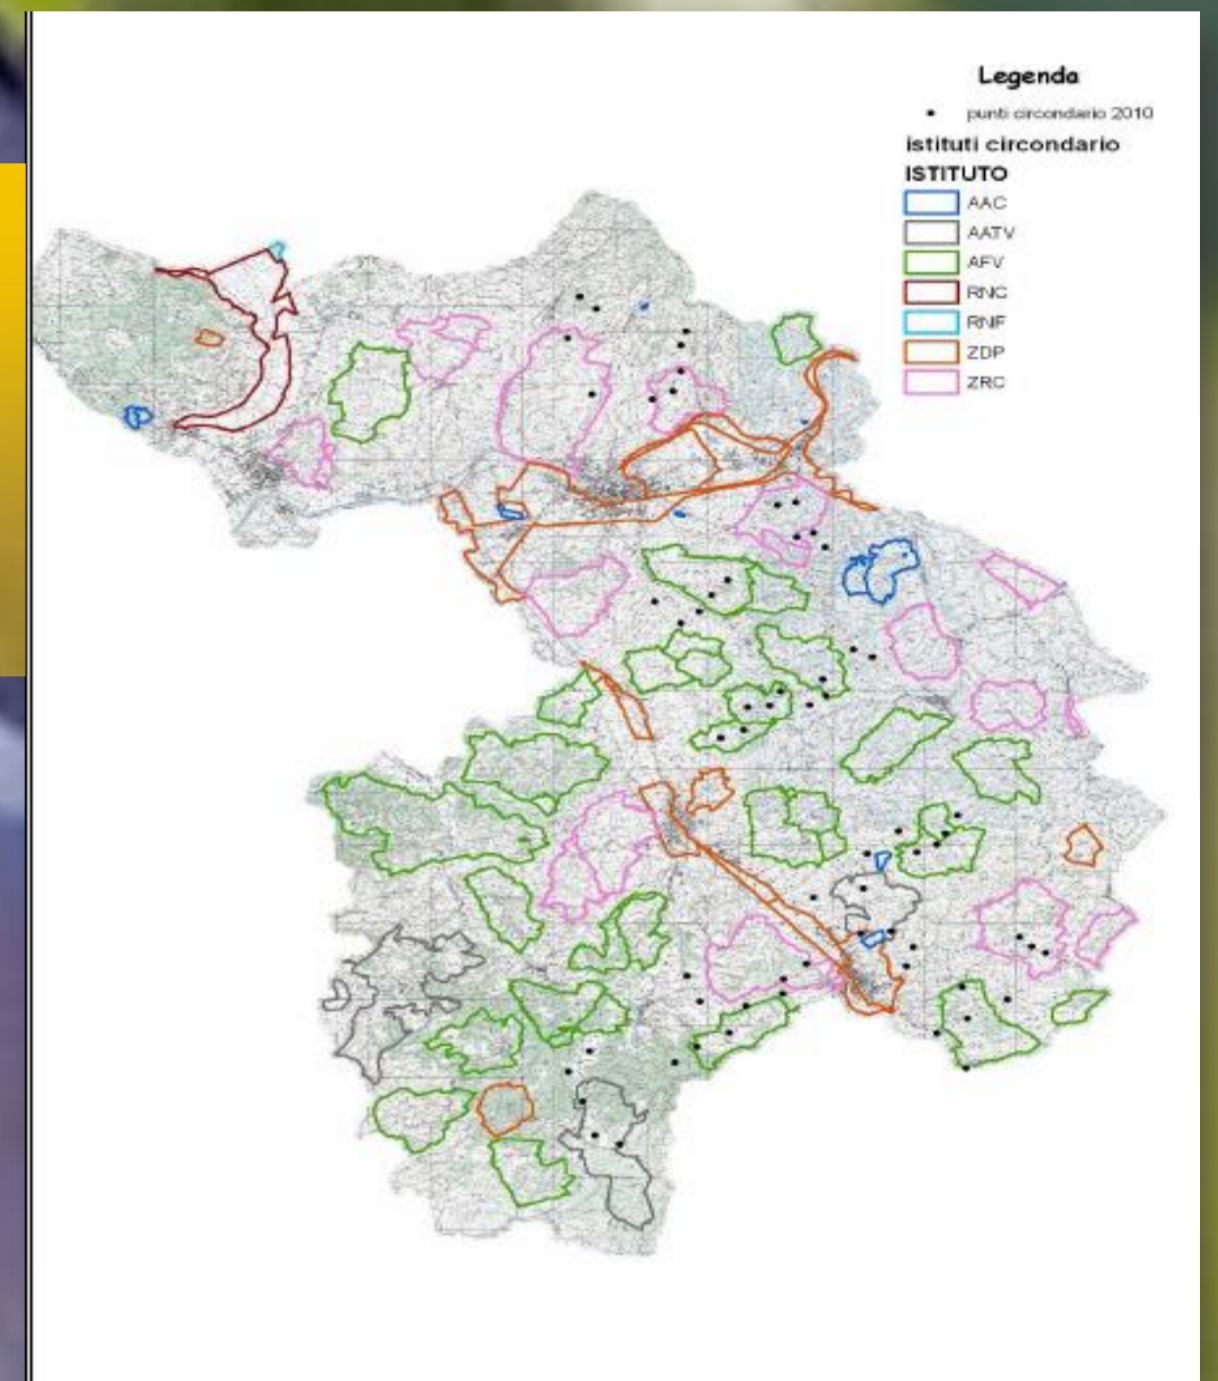 Legenda
punti circondario 2010
istituti circondario
ISTITUTO
AAC
AATV
AFV
RNC
RNF
ZDP
ZRC